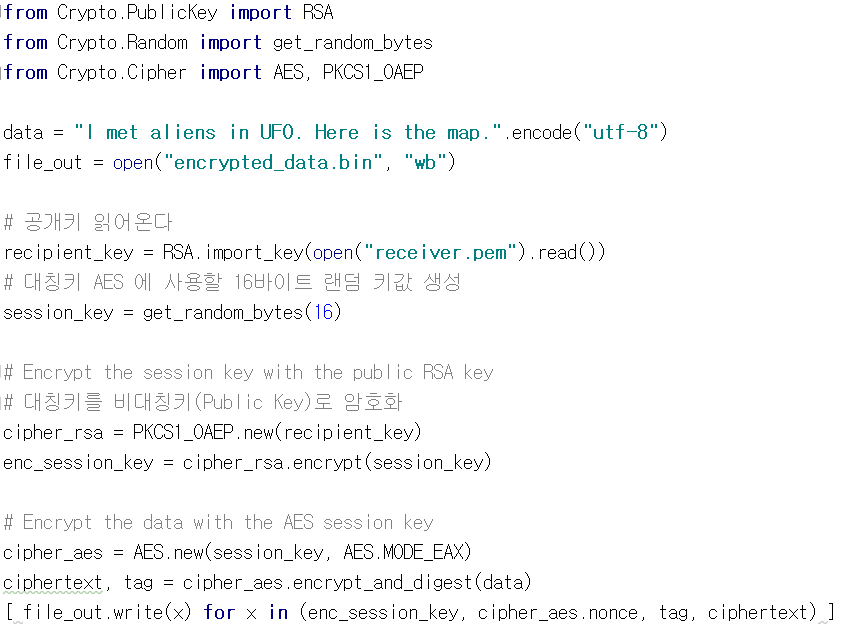 from Crypto.PublicKey import RSA
from Crypto.Random import get_random_bytes
from Crypto.Cipher import AES, PKCS1_OAEP
data = "I met aliens in UFO. Here is the map.".encode("utf-8")
file_out = open("encrypted_data.bin", "wb")
# 공개키 읽어온다
recipient_key = RSA.import_key(open("receiver.pem").read())
# 대칭키 AES 에 사용할 16바이트 랜덤 키값 생성
session_key = get_random_bytes(16)
# Encrypt the session key with the public RSA key
# 대칭키를 비대칭키(Public Key)로 암호화
cipher_rsa = PKCS1_OAEP.new(recipient_key)
enc_session_key = cipher_rsa.encrypt(session_key)
# Encrypt the data with the AES session key
cipher_aes = AES.new(session_key, AES.MODE_EAX)
ciphertext, tag = cipher_aes.encrypt_and_digest(data)
[ file_out.write(x) for x in (enc_session_key, cipher_aes.nonce, tag, ciphertext) ]